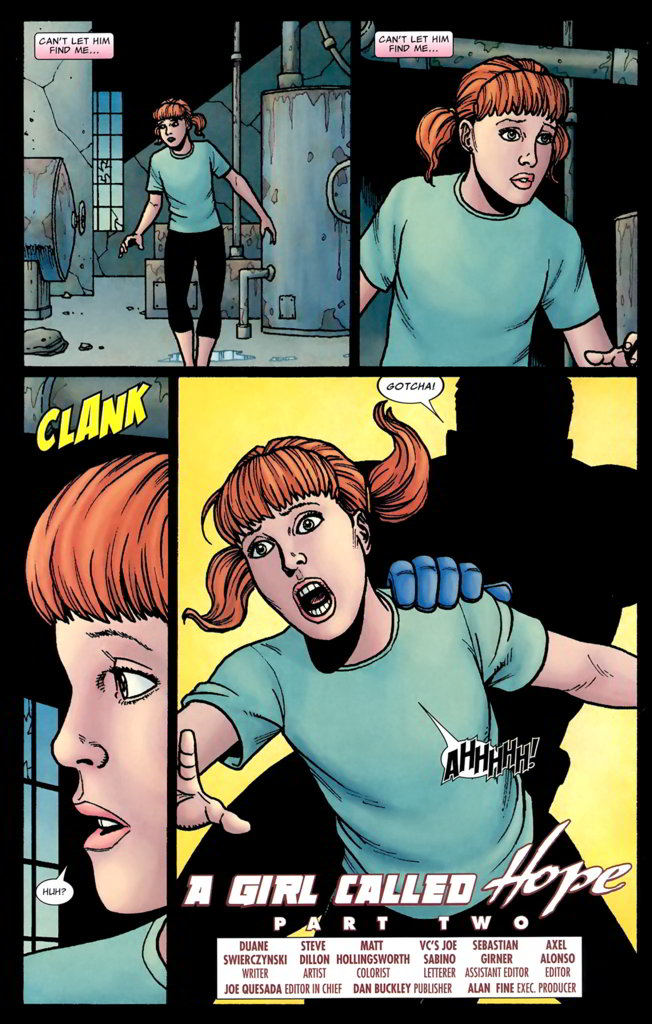 CAN'T LET HIM
FIND ME...
CAN'T LET HIM
FIND ME...
CLANK
HUH?
GOTCHA!
AHHHHH!
A GIRL CALLED Hope
PART TWO
DUANE SWIERCZYNSKI WRITER
STEVE DILLON ARTIST
MATT HOLLINGSWORTH COLORIST
VC'S JOE SABINO LETTERER
SEBASTIAN GIRNER ASSISTANT EDITOR
AXEL ALONSO EDITOR
JOE QUESADA EDITOR IN CHIEF DAN BUCKLEY PUBLISHER ALAN FINE EXEC. PRODUCER